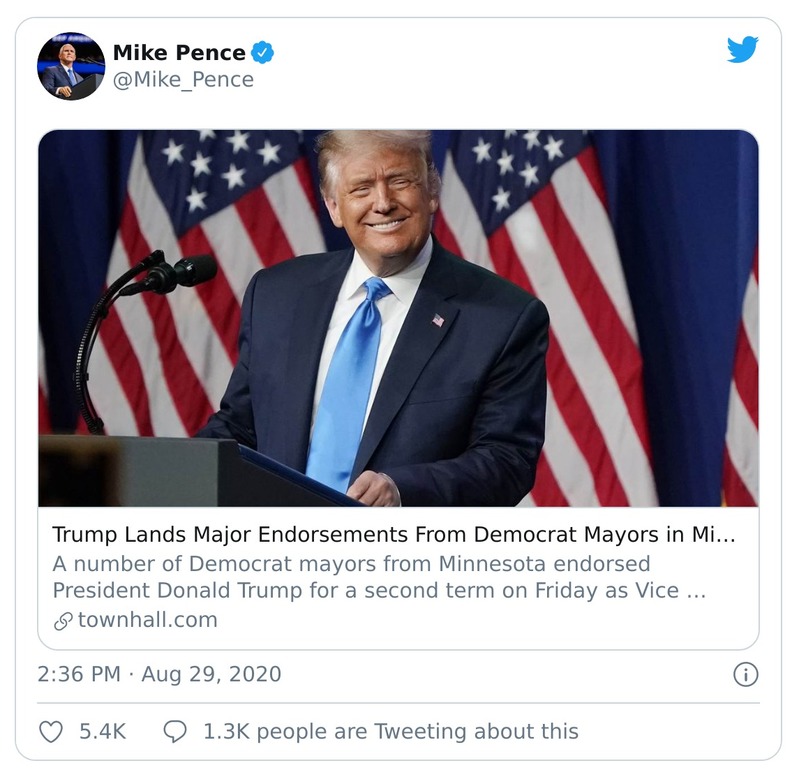 Mike Pence
@Mike_Pence
Trump Lands Major Endorsements From Democrat Mayors in Mi...
A number of Democrat mayors from Minnesota endorsed
President Donald Trump for a second term on Friday as Vice ...
townhall.com
2:36 PM · Aug 29, 2020
5.4K 1.3K people are Tweeting about this